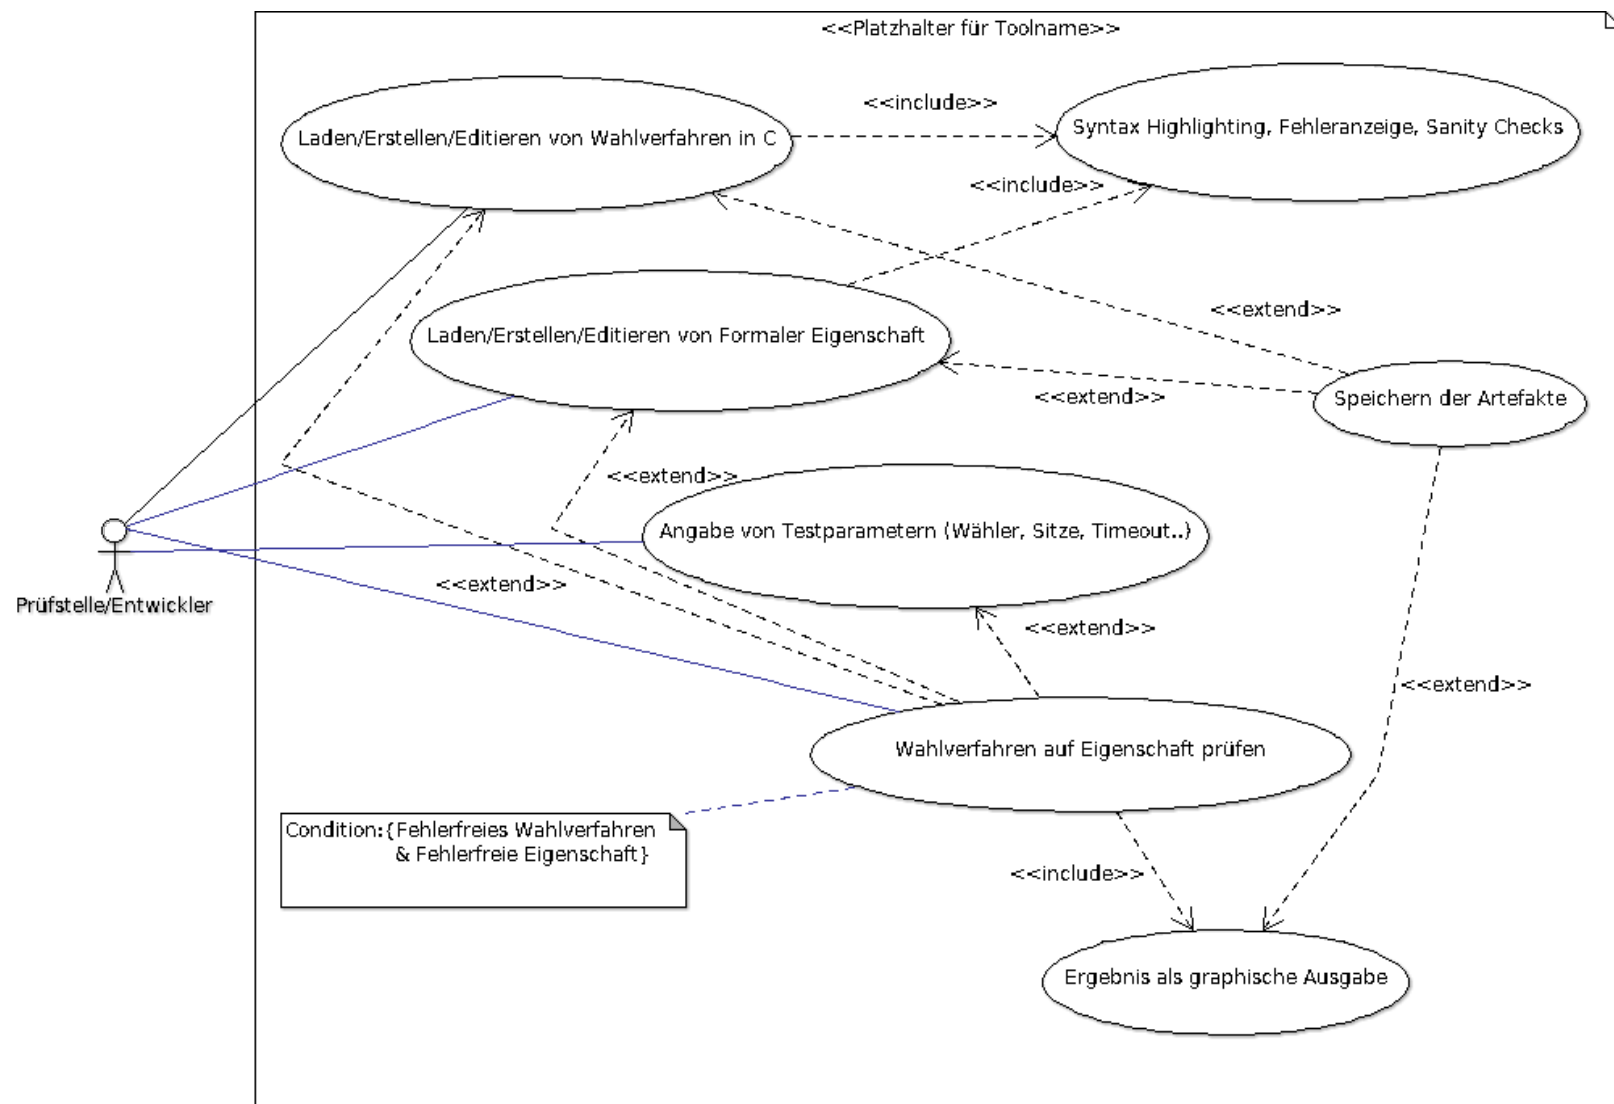 <<Platzhalter für Toolname>>
<<include>>
Laden/Erstellen/Editieren von Wahlverfahren in C
Syntax Highlighting, Fehleranzeige, Sanity Checks
<<include>>
<<extend>>
Laden/Erstellen/Editieren von Formaler Eigenschaft
<<extend>>
Speichern der Artefakte
<<extend>>
Angabe von Testparametern (Wähler, Sitze, Timeout..}
<<extend>>
Prüfstelle/Entwickler
<<extend>>
<<extend>>
Wahlverfahren auf Eigenschaft prüfen
Condition:{Fehlerfreies Wahlverfahren
& Fehlerfreie Eigenschaft}
<<include>>
Ergebnis als graphische Ausgabe